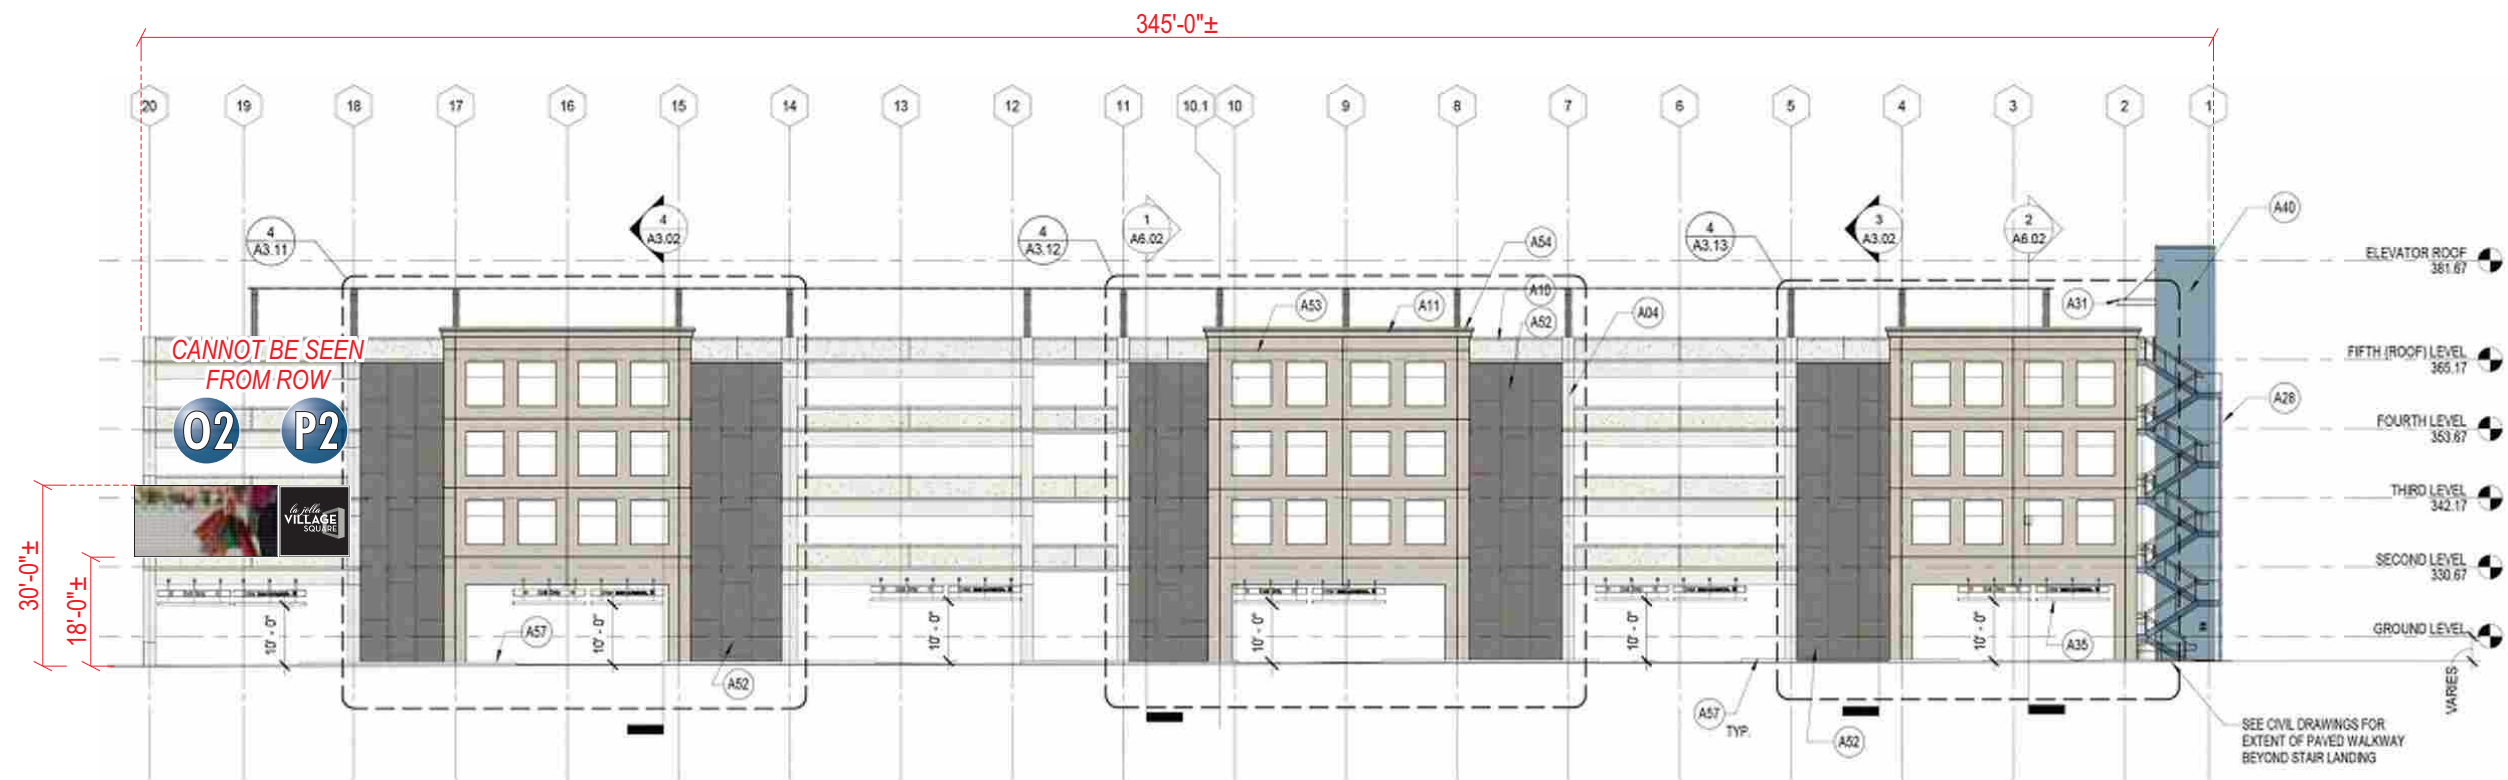 345'-0"±
20 19 18 17 16 15 14 13 12 11 10.1 10 9 8 7 6 5 4 3 2 1
4
A3.11
4
A3.02
4
A3.12
1
A6.02
4
A3.13
3
A3.02
2
A6.02
A40
A54
A10
A53
A11
A52
A04
A31
A28
ELEVATOR ROOF
381.67
FIFTH (ROOF) LEVEL
365.17
FOURTH LEVEL
353.67
THIRD LEVEL
342.17
SECOND LEVEL
330.67
GROUND LEVEL
VARIES
CANNOT BE SEEN
FROM ROW
O2 P2
la jolla
VILLAGE
SQUARE
30'-0"±
18'-0"±
10' - 0"
10' - 0"
10' - 0"
10' - 0"
10' - 0"
10' - 0"
A57
A52
A35
A57
TYP.
A52
SEE CIVIL DRAWINGS FOR
EXTENT OF PAVED WALKWAY
BEYOND STAIR LANDING